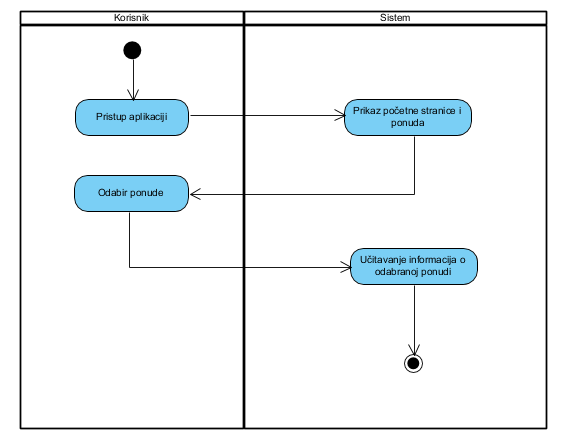 Korisnik
Sistem
Pristup aplikaciji
Prikaz početne stranice i
ponuda
Odabir ponude
Učitavanje informacija o
odabranoj ponudi